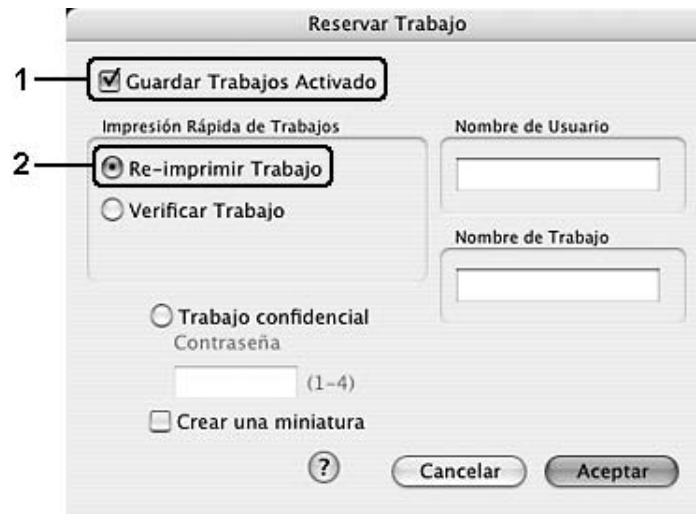 Reservar Trabajo
1
Guardar Trabajos Activado
Impresión Rápida de Trabajos
2
Re-imprimir Trabajo
Verificar Trabajo
Nombre de Usuario
Nombre de Trabajo
Trabajo confidencial
Contraseña
(1-4)
Crear una miniatura
?
Cancelar
Aceptar